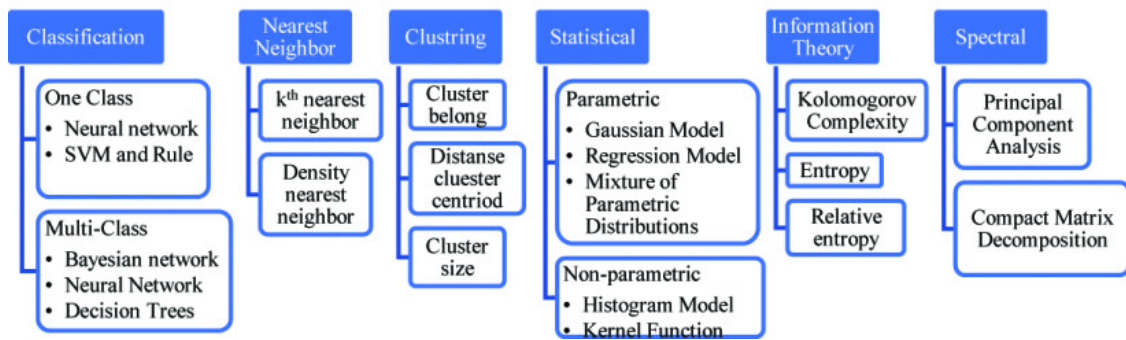 Classification
One Class
• Neural network
• SVM and Rule
Multi-Class
• Bayesian network
• Neural Network
• Decision Trees
Nearest
Neighbor
kth nearest
neighbor
Density
nearest
neighbor
Clustring
Cluster
belong
Distanse
cluester
centriod
Cluster
size
Statistical
Parametric
• Gaussian Model
• Regression Model
• Mixture of
Parametric
Distributions
Non-parametric
• Histogram Model
• Kernel Function
Information
Theory
Kolomogorov
Complexity
Entropy
Relative
entropy
Spectral
Principal
Component
Analysis
Compact Matrix
Decomposition